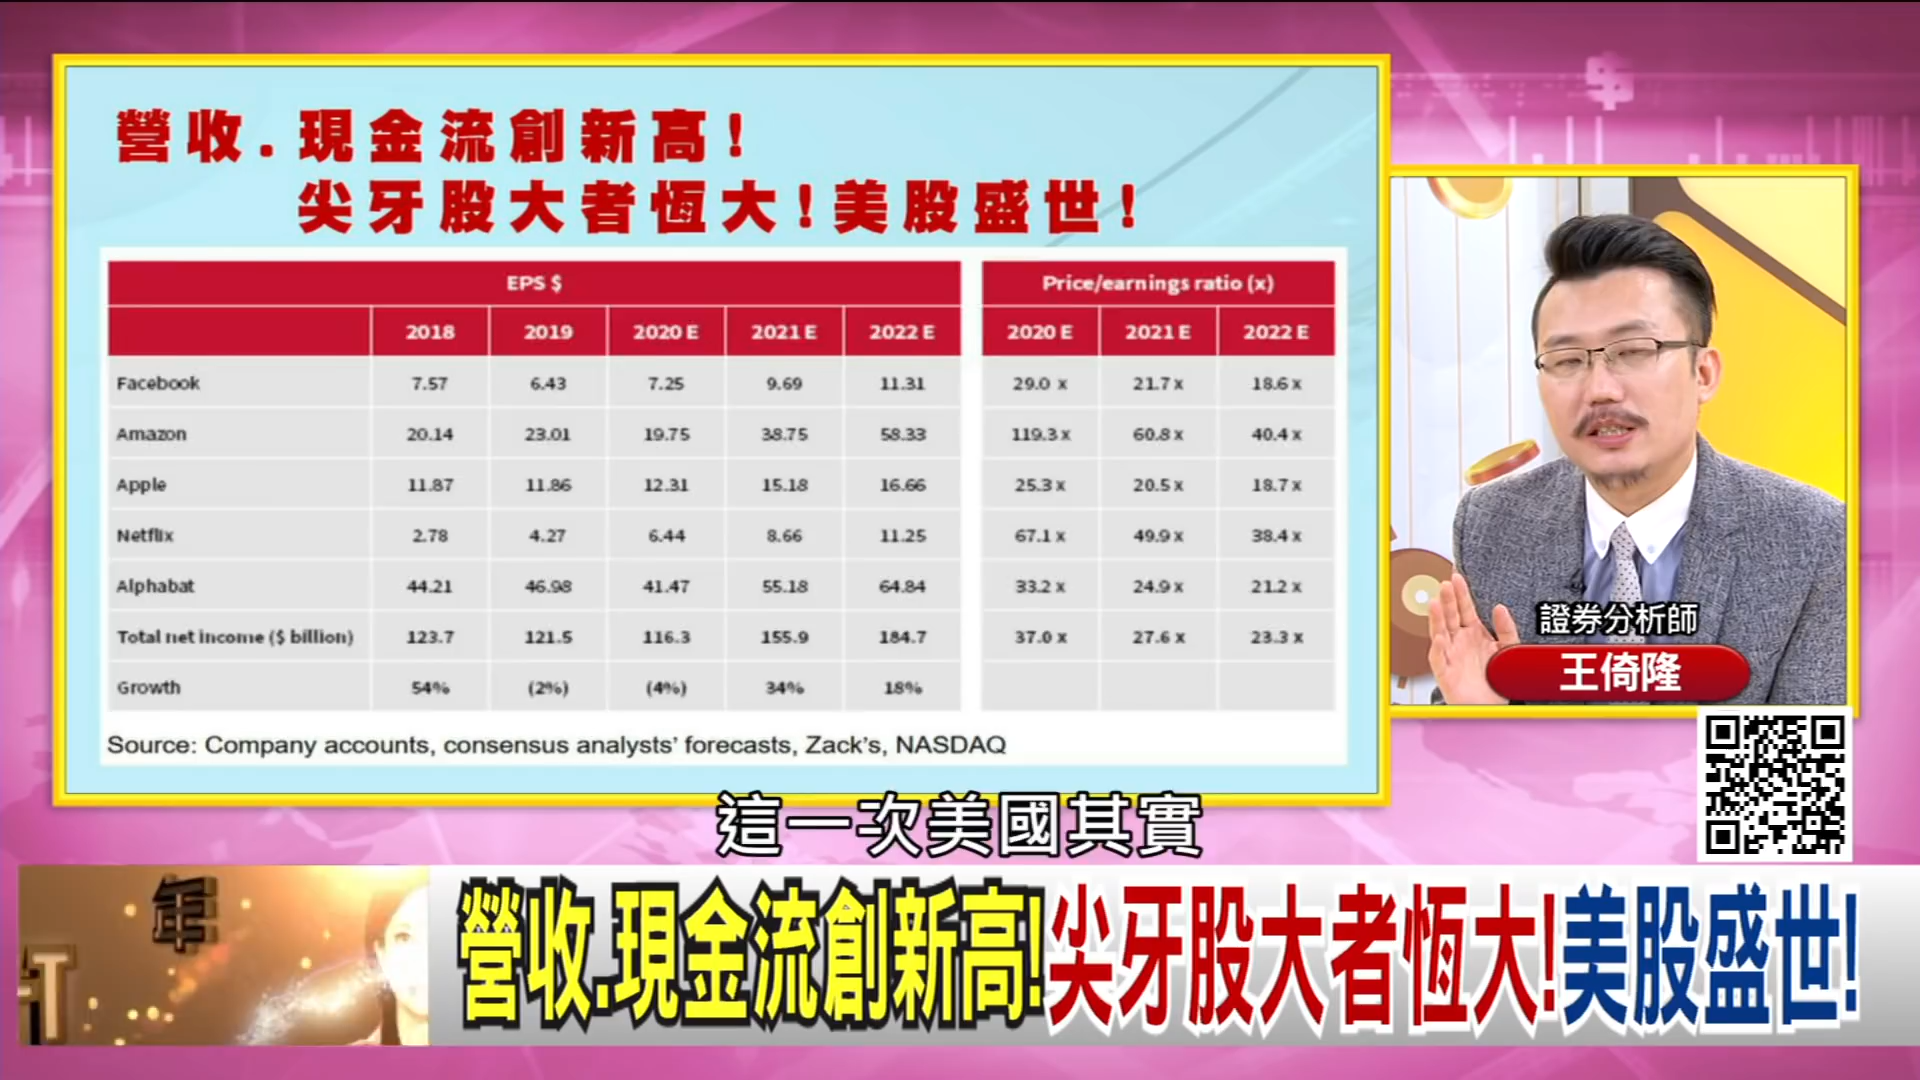 營收.現金流創新高!
尖牙股大者恆大!美股盛世!
EPS $ Price/earnings ratio (x)
2018 2019 2020 E 2021 E 2022 E 2020 E 2021 E 2022 E
Facebook 7.57 6.43 7.25 9.69 11.31 29.0 x 21.7 x 18.6 x
Amazon 20.14 23.01 19.75 38.75 58.33 119.3 x 60.8 x 40.4 x
Apple 11.87 11.86 12.31 15.18 16.66 25.3 x 20.5 x 18.7 x
Netflix 2.78 4.27 6.44 8.66 11.25 67.1 x 49.9 x 38.4 x
Alphabat 44.21 46.98 41.47 55.18 64.84 33.2 x 24.9 x 21.2 x
Total net income ($ billion) 123.7 121.5 116.3 155.9 184.7 37.0 x 27.6 x 23.3 x
Growth 54% (2%) (4%) 34% 18%
Source: Company accounts, consensus analysts' forecasts, Zack's, NASDAQ
證券分析師
王倚隆
這一次美國其實
年
營收.現金流創新高!尖牙股大者恆大!美股盛世!